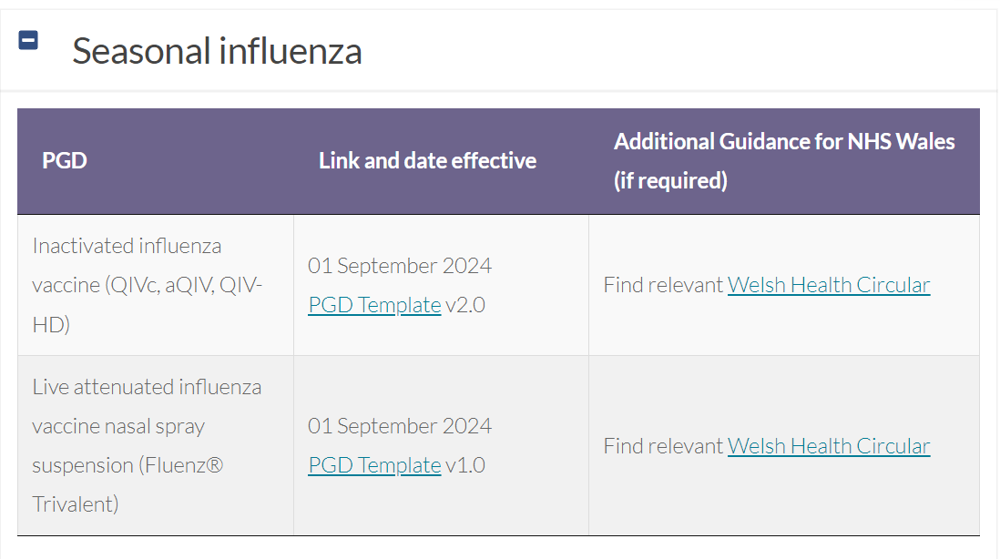 Seasonal influenza
PGD
Link and date effective
Additional Guidance for NHS Wales
(if required)
Inactivated influenza
vaccine (QIVc, aQIV, QIV-
HD)
01 September 2024
PGD Template v2.0
Find relevant Welsh Health Circular
Live attenuated influenza
vaccine nasal spray
suspension (Fluenz®
Trivalent)
01 September 2024
PGD Template v1.0
Find relevant Welsh Health Circular